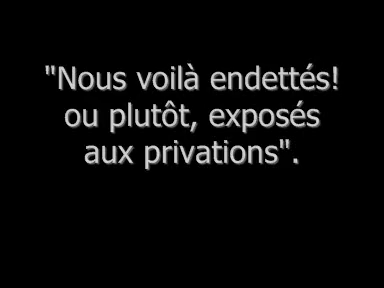 "Nous voilà endettés!
ou plutôt, exposés
aux privations".